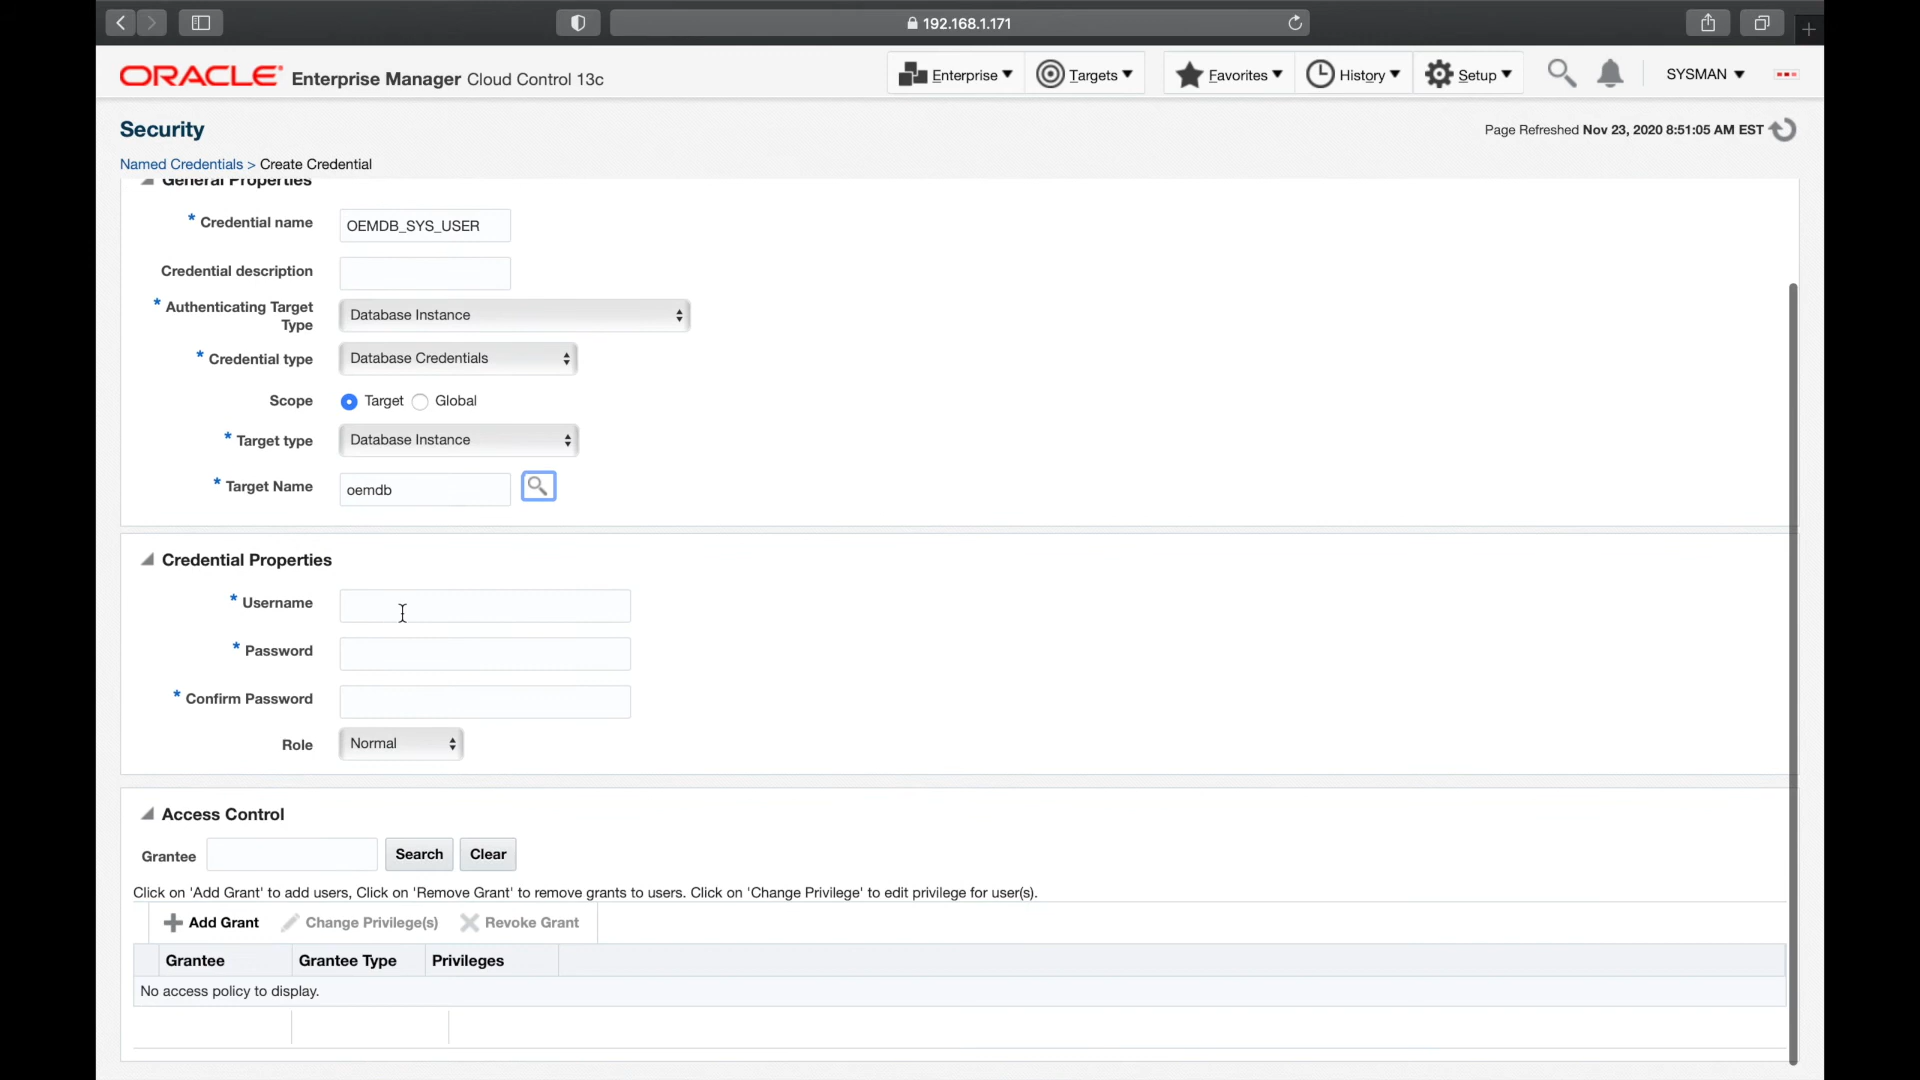 192.168.1.171
ORACLE Enterprise Manager Cloud Control 13c
Enterprise Targets Favorites History Setup SYSMAN
Security
Page Refreshed Nov 23, 2020 8:51:05 AM EST
Named Credentials > Create Credential
General Properties
* Credential name OEMDB_SYS_USER
Credential description
* Authenticating Target Type Database Instance
* Credential type Database Credentials
Scope Target Global
* Target type Database Instance
* Target Name oemdb
Credential Properties
* Username
* Password
* Confirm Password
Role Normal
Access Control
Grantee Search Clear
Click on 'Add Grant' to add users, Click on 'Remove Grant' to remove grants to users. Click on 'Change Privilege' to edit privilege for user(s).
Add Grant Change Privilege(s) Revoke Grant
Grantee Grantee Type Privileges
No access policy to display.